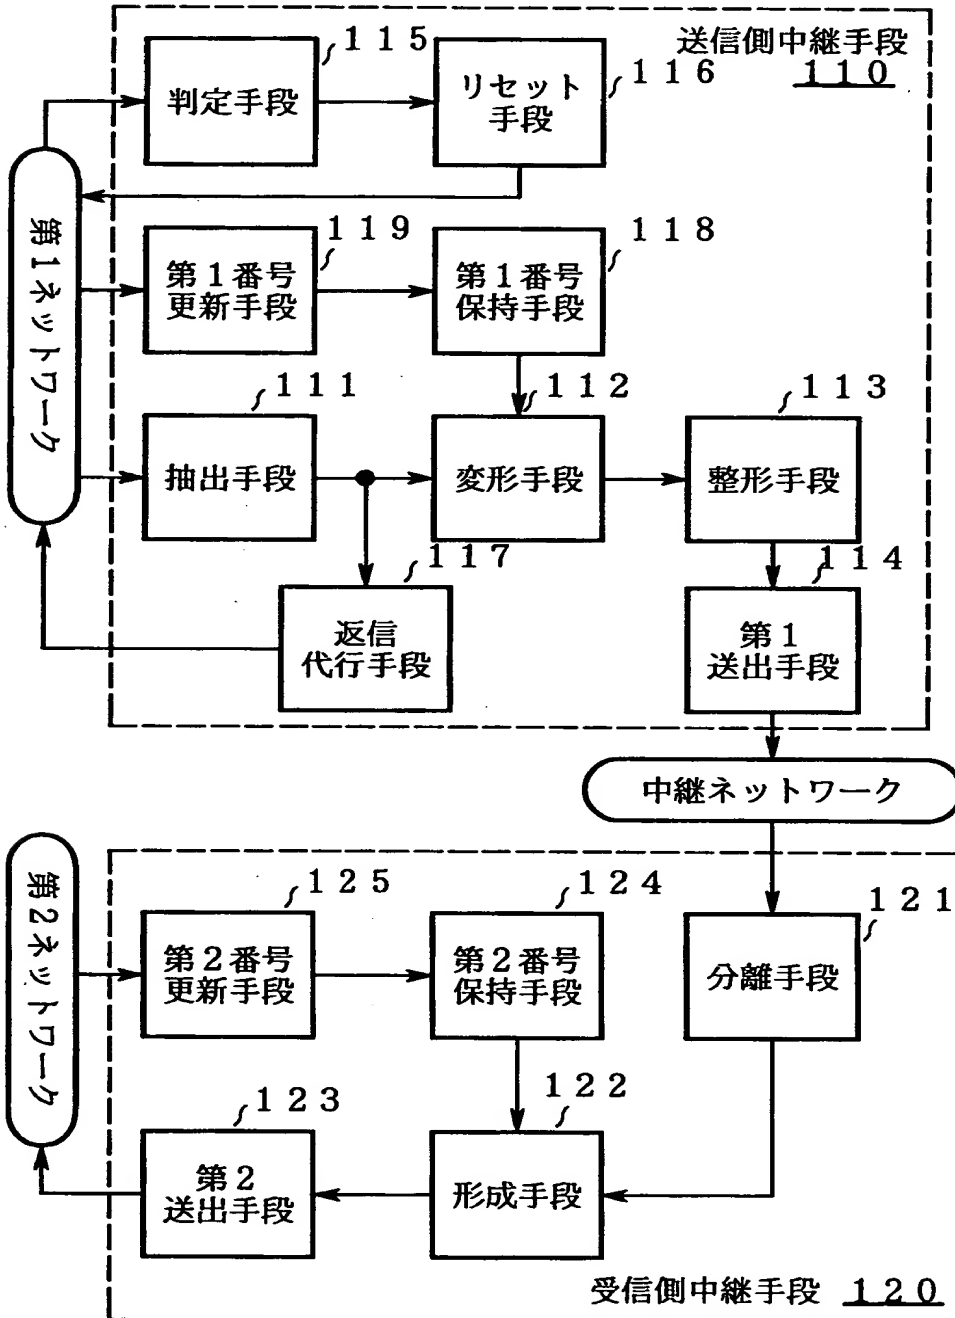 送信側中継手段
１１０
１１５
判定手段
１１６
リセット
手段
第１ネットワーク
１１９
第１番号
更新手段
１１８
第１番号
保持手段
１１１
抽出手段
１１２
変形手段
１１３
整形手段
１１７
返信
代行手段
１１４
第１
送出手段
中継ネットワーク
第２ネットワーク
１２５
第２番号
更新手段
１２４
第２番号
保持手段
１２１
分離手段
１２３
第２
送出手段
１２２
形成手段
受信側中継手段 １２０